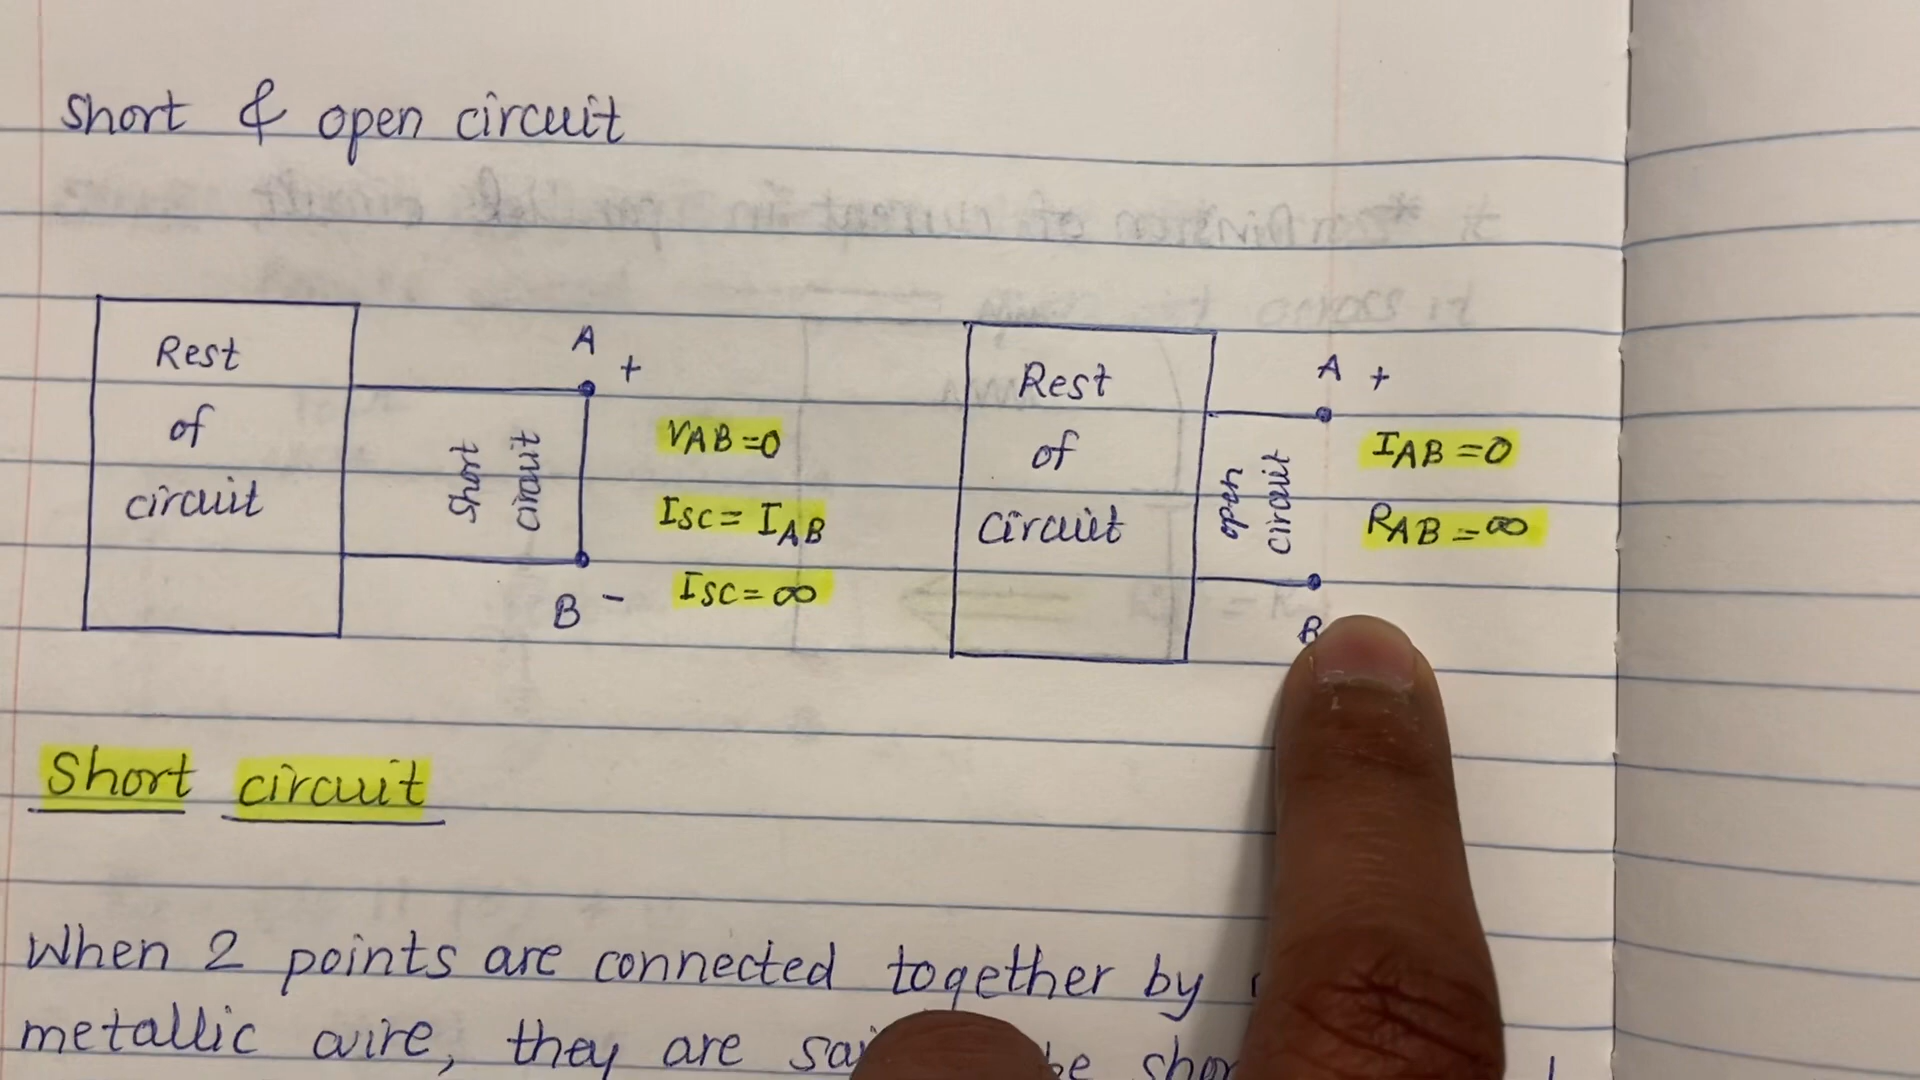 Short & open circuit
Rest
of
circuit
short
circuit
A
+
VAB=0
ISC=IAB
ISC=∞
B -
Rest
of
circuit
open
circuit
A +
IAB=0
RAB=∞
B
Short circuit
When 2 points are connected together by
metallic wire, they are